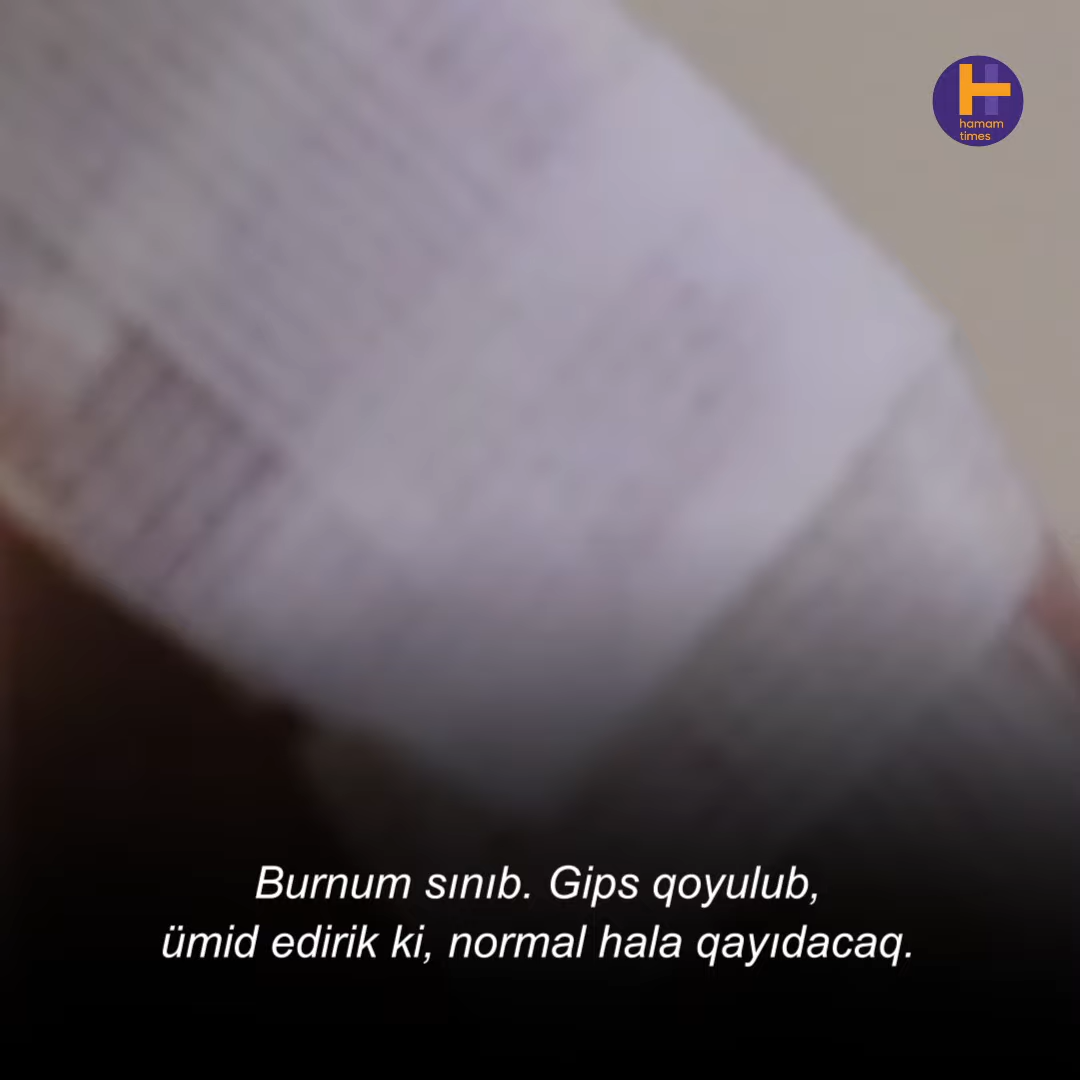 hamam
times
Burnum sınıb. Gips qoyulub,
ümid edirik ki, normal hala qayıdacaq.